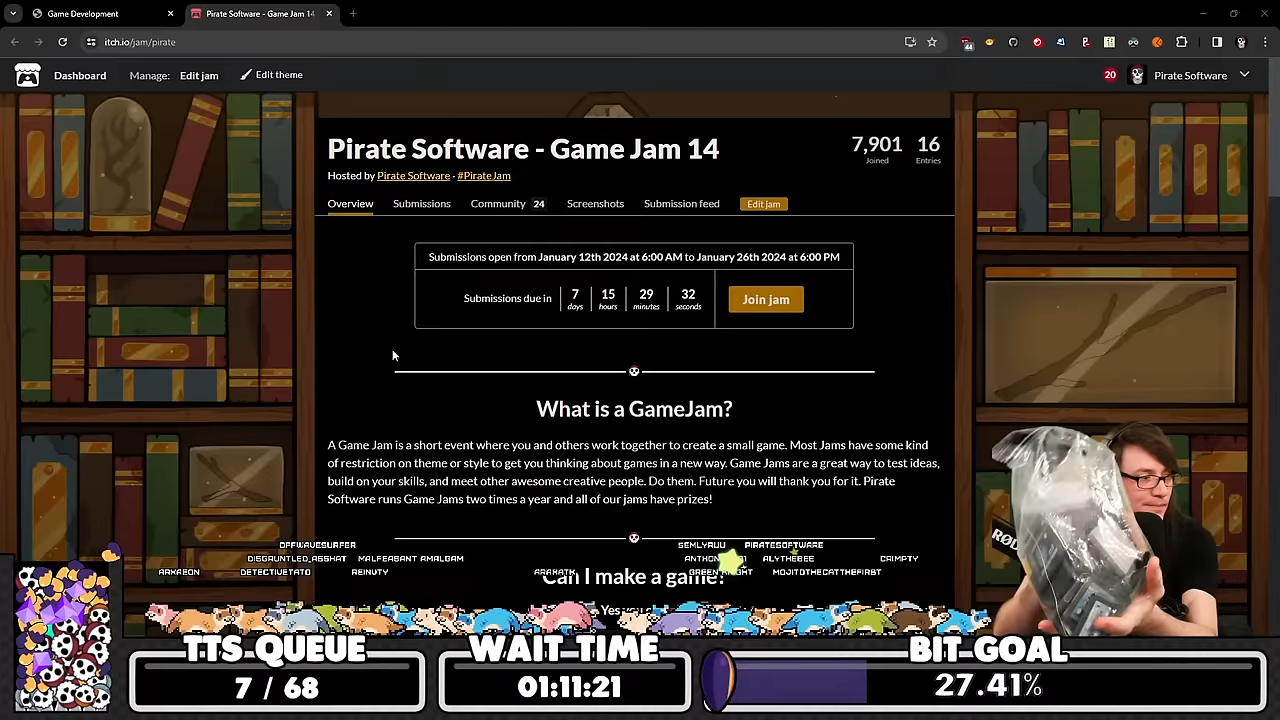 Game Development
Pirate Software - Game Jam 14
itch.io/jam/pirate
44
Dashboard Manage: Edit jam Edit theme
20 Pirate Software
Pirate Software - Game Jam 14
7,901 16
Joined Entries
Hosted by Pirate Software · #PirateJam
Overview Submissions Community 24 Screenshots Submission feed Edit jam
Submissions open from January 12th 2024 at 6:00 AM to January 26th 2024 at 6:00 PM
Submissions due in 7 15 29 32
days hours minutes seconds
Join jam
What is a GameJam?
A Game Jam is a short event where you and others work together to create a small game. Most Jams have some kind
of restriction on theme or style to get you thinking about games in a new way. Game Jams are a great way to test ideas,
build on your skills, and meet other awesome creative people. Do them. Future you will thank you for it. Pirate
Software runs Game Jams two times a year and all of our jams have prizes!
RØD
OFFWAVESURFER SEMLYRUU PIRATESOFTWARE
DISGRUNTLED_ASSHAT MALFEASANT AMALGAM ALYTHEBEE CRIMPTY
ARKAEON DETECTIVETATO REINVTY MOJITOTHECATTHEFIRST
Can I make a game?
Yes
TTS QUEUE
7 / 68
WAIT TIME
01:11:21
BIT GOAL
27.41%